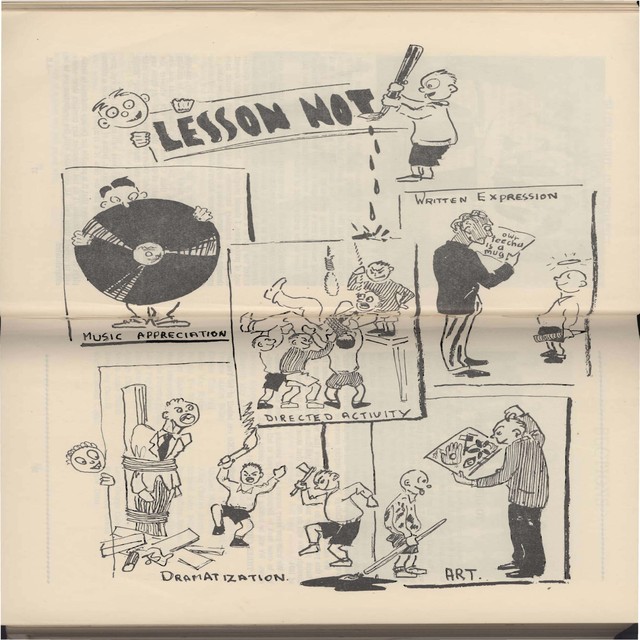 LESSON NOT
WRITTEN EXPRESSION
our
teecha
is a
mug
MUSIC APPRECIATION
DIRECTED ACTIVITY
DRAMATIZATION.
ART.